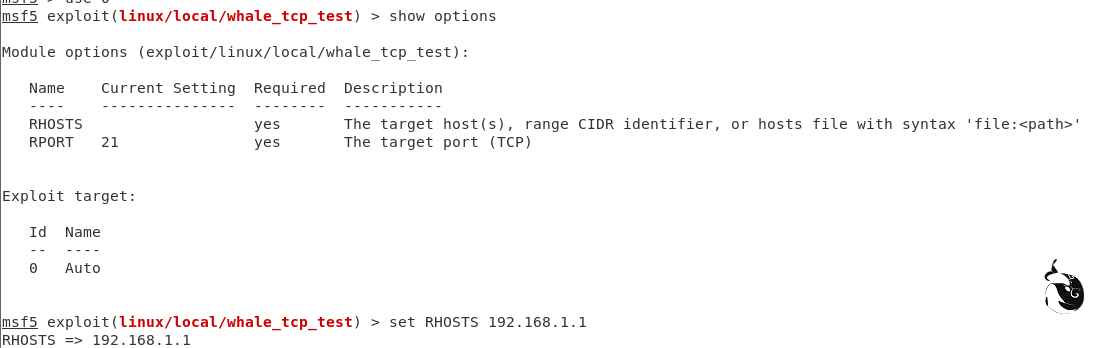 msf5 exploit(linux/local/whale_tcp_test) > show options
Module options (exploit/linux/local/whale_tcp_test):
Name Current Setting Required Description
---- --------------- -------- -----------
RHOSTS yes The target host(s), range CIDR identifier, or hosts file with syntax 'file:<path>'
RPORT 21 yes The target port (TCP)
Exploit target:
Id Name
-- ----
0 Auto
msf5 exploit(linux/local/whale_tcp_test) > set RHOSTS 192.168.1.1
RHOSTS => 192.168.1.1